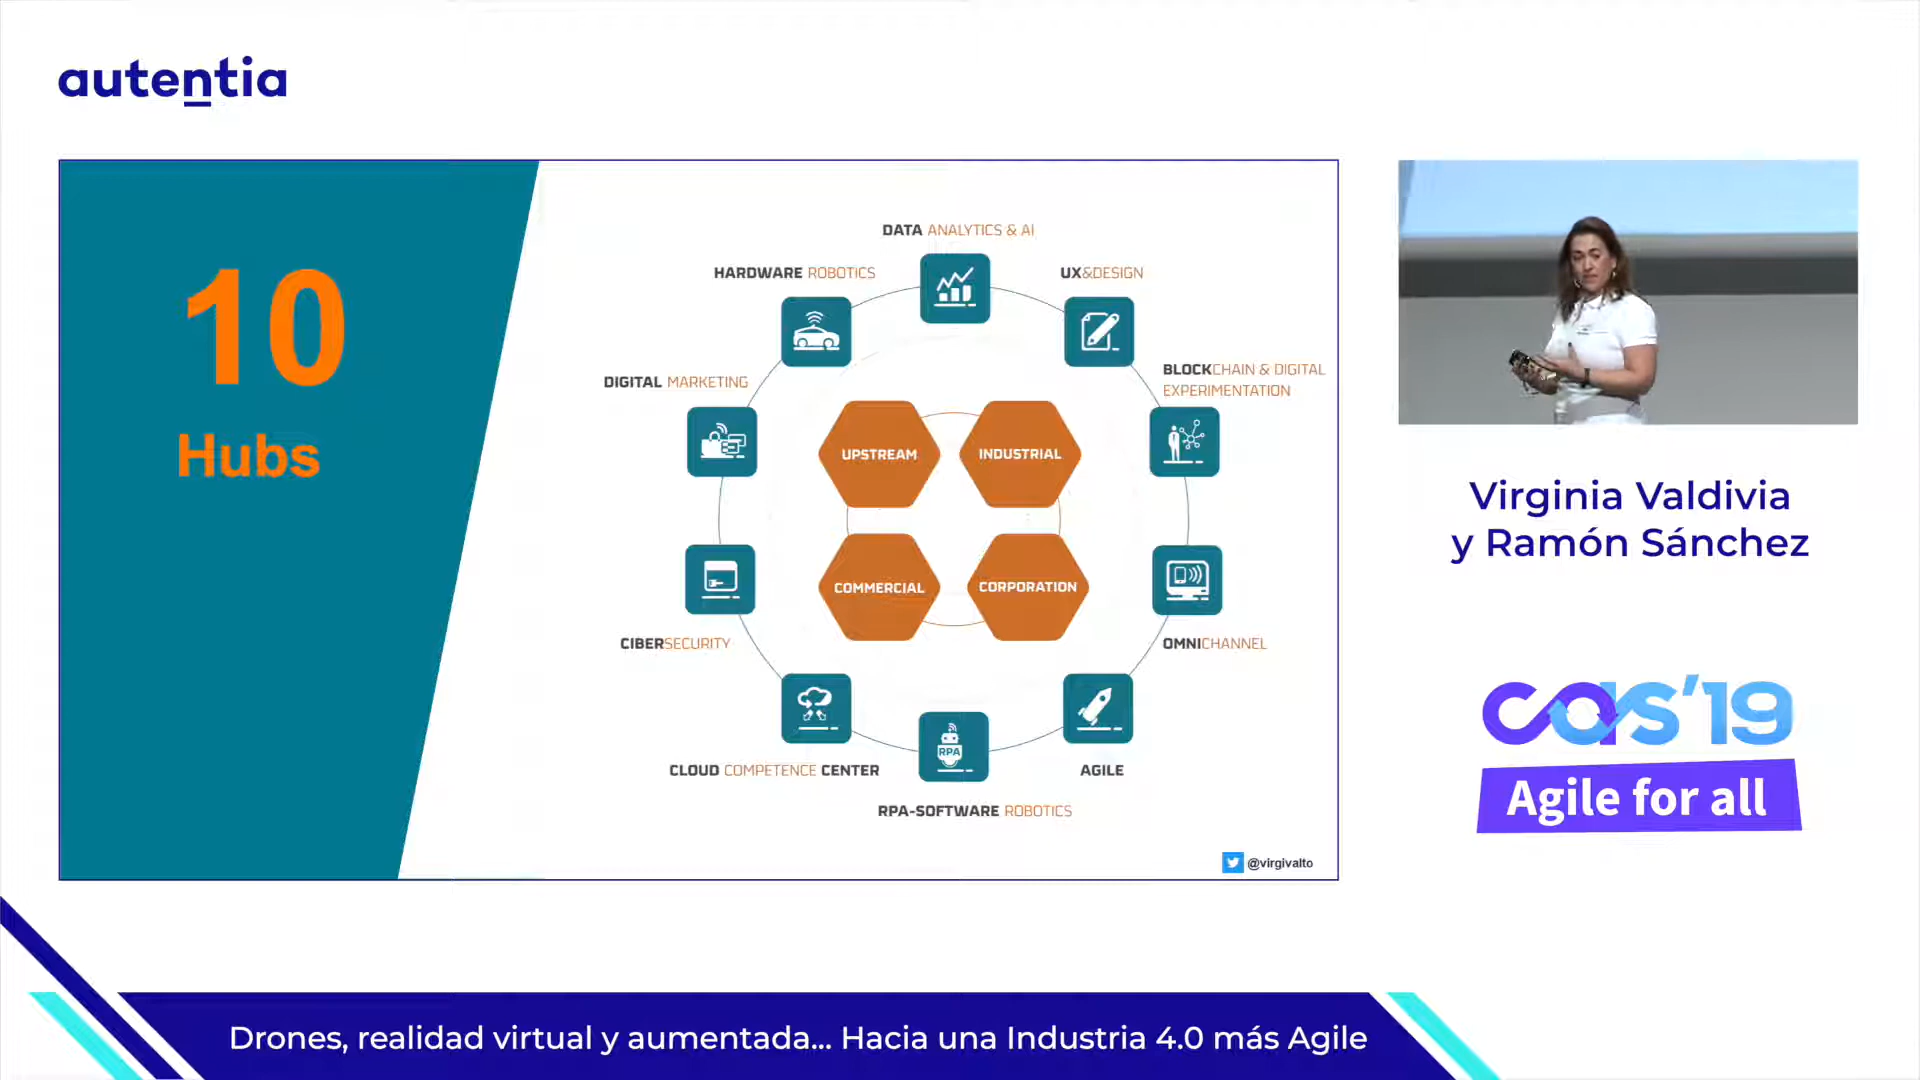 autentia
10
Hubs
DATA ANALYTICS & AI
HARDWARE ROBOTICS
UX&DESIGN
BLOCKCHAIN & DIGITAL
EXPERIMENTATION
DIGITAL MARKETING
UPSTREAM
INDUSTRIAL
COMMERCIAL
CORPORATION
CIBERSECURITY
OMNICHANNEL
CLOUD COMPETENCE CENTER
RPA
AGILE
RPA-SOFTWARE ROBOTICS
@virgivalto
Virginia Valdivia
y Ramón Sánchez
cas'19
Agile for all
Drones, realidad virtual y aumentada... Hacia una Industria 4.0 más Agile